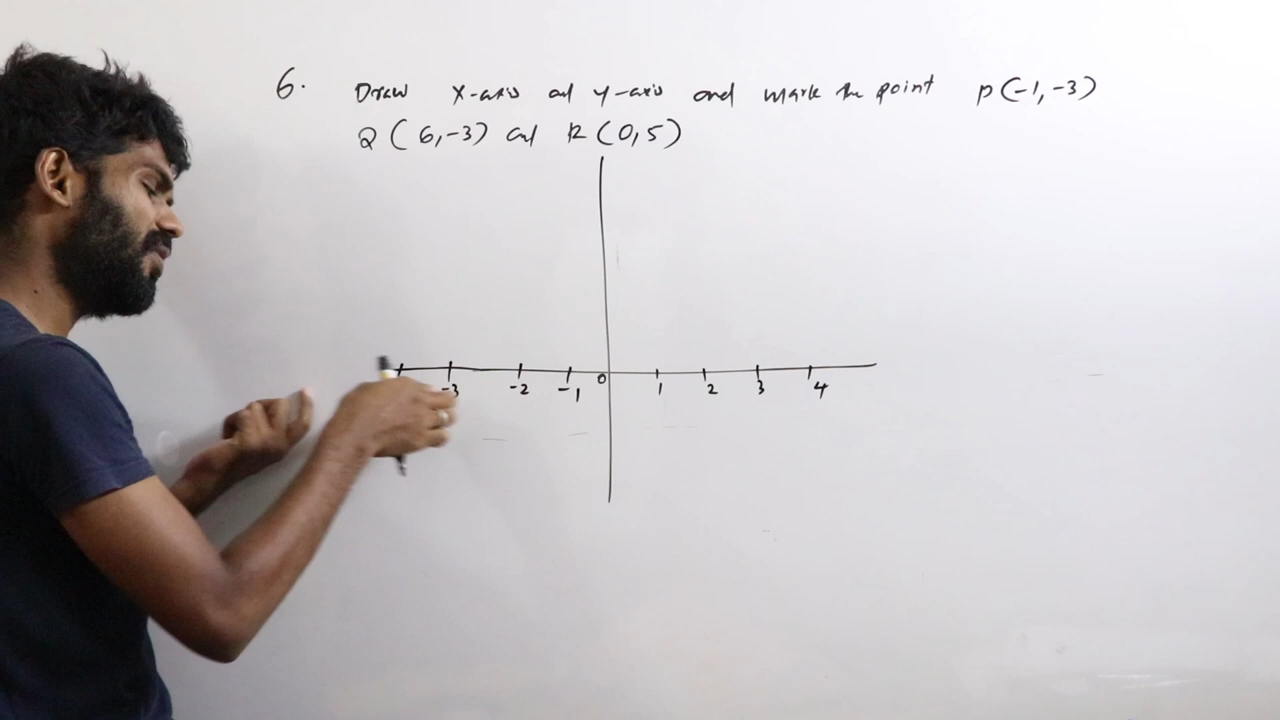 6. Draw X-axis and y-axis and mark the point P(-1,-3)
Q(6,-3) and R(0,5)
-3 -2 -1 0 1 2 3 4